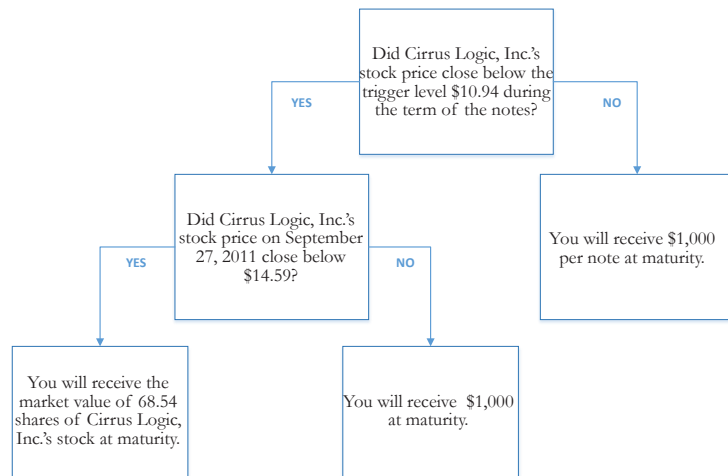 Did Cirrus Logic, Inc.'s
stock price close below the
trigger level $10.94 during
the term of the notes?
YES
NO
Did Cirrus Logic, Inc.'s
stock price on September
27, 2011 close below
$14.59?
You will receive $1,000
per note at maturity.
YES
NO
You will receive the
market value of 68.54
shares of Cirrus Logic,
Inc.'s stock at maturity.
You will receive $1,000
at maturity.